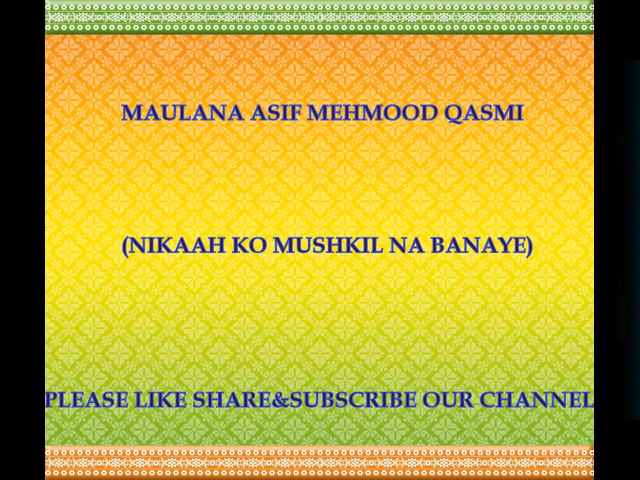 MAULANA ASIF MEHMOOD QASMI
(NIKAAH KO MUSHKIL NA BANAYE)
PLEASE LIKE SHARE&SUBSCRIBE OUR CHANNEL